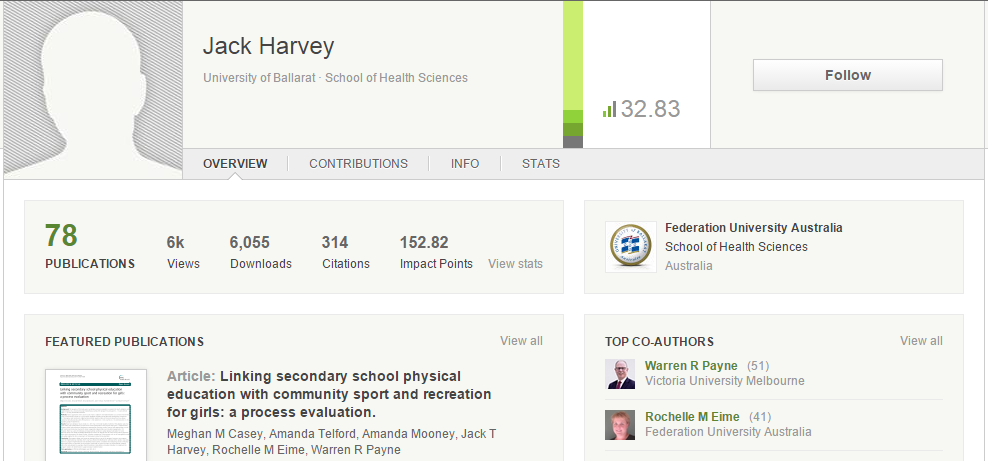 Jack Harvey
University of Ballarat · School of Health Sciences
32.83
Follow
OVERVIEW CONTRIBUTIONS INFO STATS
78
PUBLICATIONS
6k
Views
6,055
Downloads
314
Citations
152.82
Impact Points
View stats
Federation University Australia
School of Health Sciences
Australia
FEATURED PUBLICATIONS View all
Article: Linking secondary school physical
education with community sport and recreation
for girls: a process evaluation.
Meghan M Casey, Amanda Telford, Amanda Mooney, Jack T
Harvey, Rochelle M Eime, Warren R Payne
TOP CO-AUTHORS View all
Warren R Payne (51)
Victoria University Melbourne
Rochelle M Eime (41)
Federation University Australia